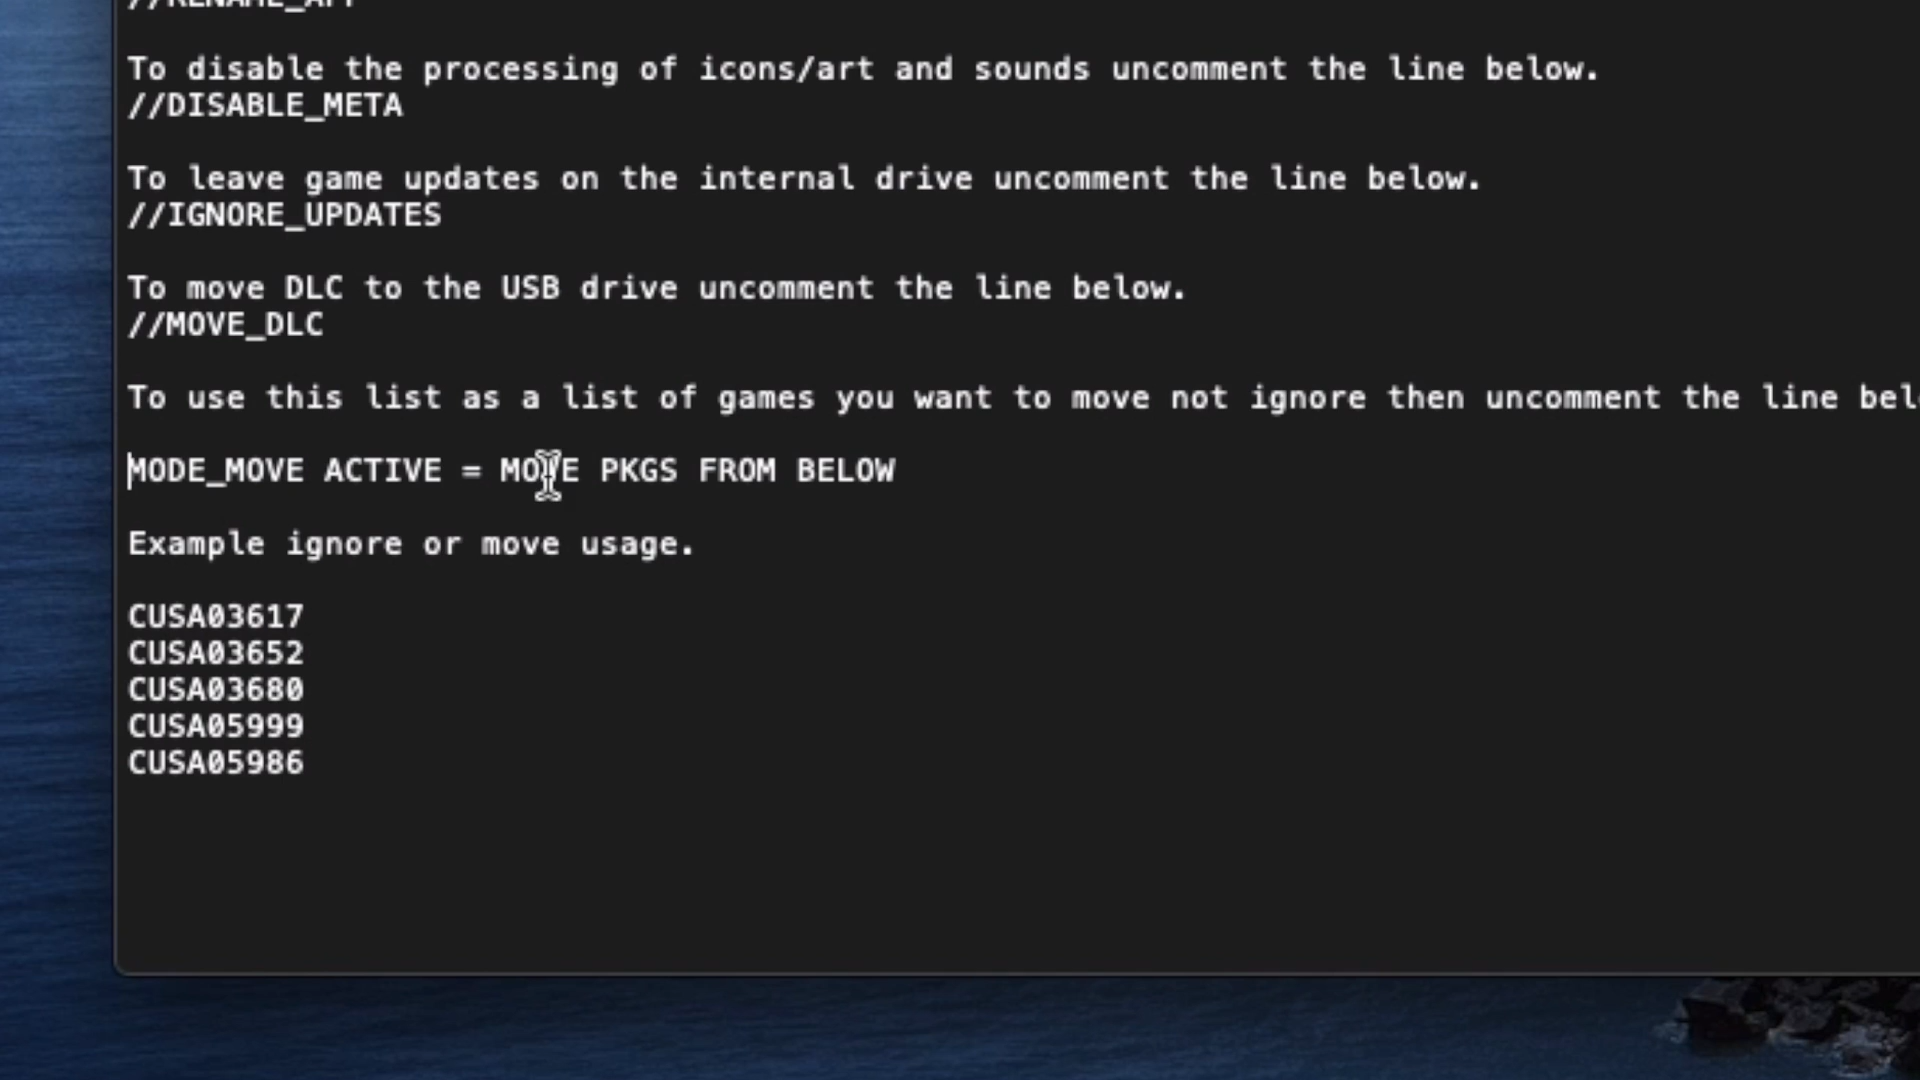 //RENAME_APP
To disable the processing of icons/art and sounds uncomment the line below.
//DISABLE_META
To leave game updates on the internal drive uncomment the line below.
//IGNORE_UPDATES
To move DLC to the USB drive uncomment the line below.
//MOVE_DLC
To use this list as a list of games you want to move not ignore then uncomment the line
MODE_MOVE ACTIVE = MOVE PKGS FROM BELOW
Example ignore or move usage.
CUSA03617
CUSA03652
CUSA03680
CUSA05999
CUSA05986